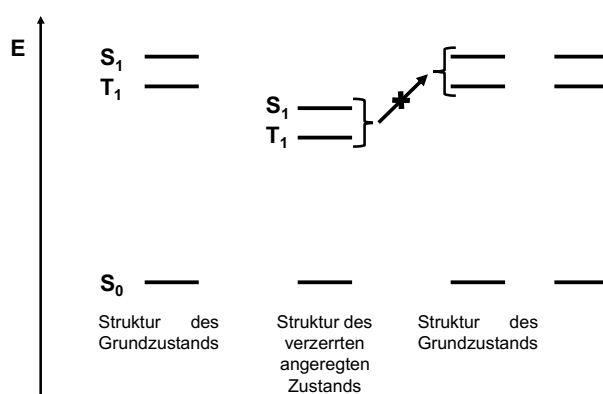 E
S₁
T₁
S₁
T₁
S₀
Struktur des
Grundzustands
Struktur des
verzerrten
angeregten
Zustands
Struktur des
Grundzustands